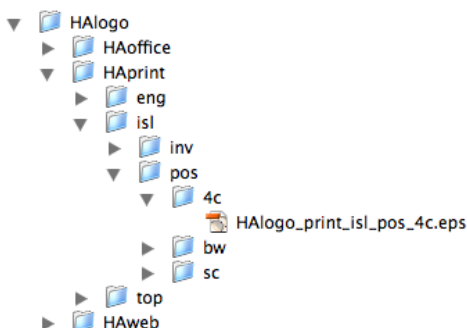 HAlogo
HAoffice
HAprint
eng
isl
inv
pos
4c
HAlogo_print_isl_pos_4c.eps
bw
sc
top
HAweb